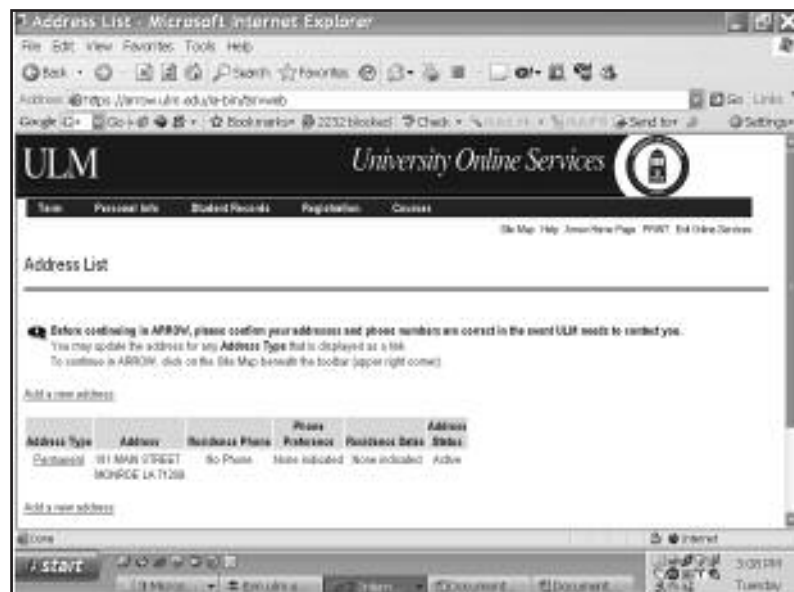 Address List - Microsoft Internet Explorer
File Edit View Favorites Tools Help
Back Search Favorites
Address https://arrow.ulm.edu/ia-bin/tsrvweb Go Links
Google Go Bookmarks 2232 blocked Check Send to Settings
ULM University Online Services
Term Personal Info Student Records Registration Courses
Site Map Help Arrow Home Page PRINT Exit Online Services
Address List
Before continuing in ARROW, please confirm your addresses and phone numbers are correct in the event ULM needs to contact you.
You may update the address for any Address Type that is displayed as a link.
To continue in ARROW, click on the Site Map beneath the toolbar (upper right corner)
Add a new address
Address Type Address Residence Phone Phone Preference Residence Dates Address Status
Permanent 101 MAIN STREET No Phone None indicated None indicated Active
MONROE LA
Add a new address
Done Internet
start 3:08 PM
Document... Document...
Tuesday